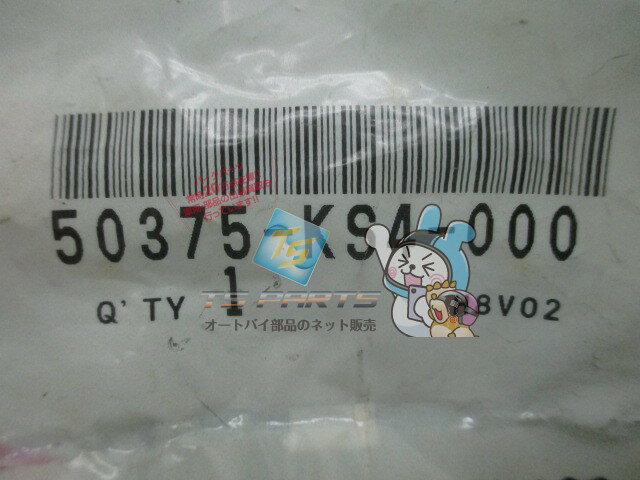 50375-KS4-000
Q'TY 1 8V02
TS
TS PARTS
オートバイ部品のネット販売